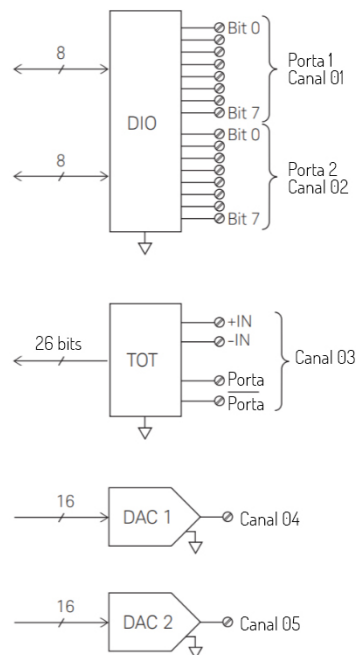 8
DIO
Bit 0
Bit 7
Porta 1
Canal 01
8
Bit 0
Bit 7
Porta 2
Canal 02
26 bits
TOT
+IN
-IN
Porta
Porta
Canal 03
16
DAC 1
Canal 04
16
DAC 2
Canal 05